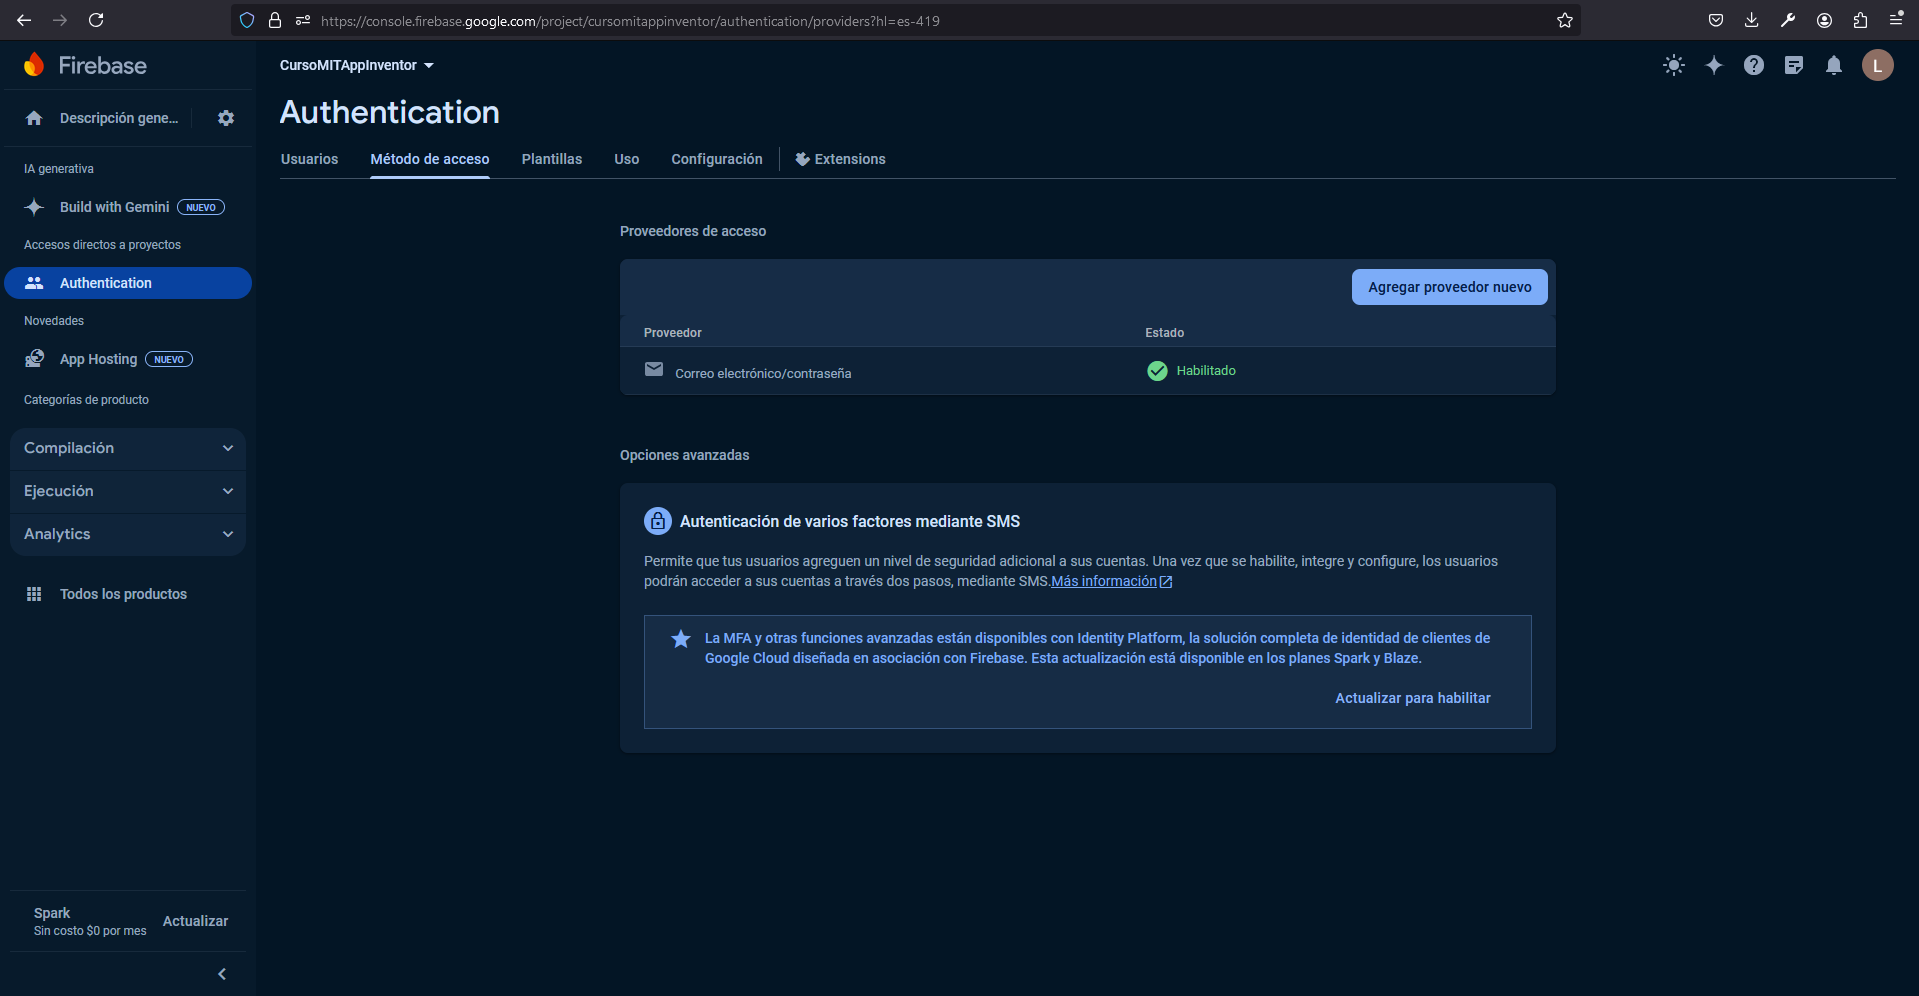 https://console.firebase.google.com/project/cursomitappinventor/authentication/providers?hl=es-419
Firebase
Descripción gene...
IA generativa
Build with Gemini NUEVO
Accesos directos a proyectos
Authentication
Novedades
App Hosting NUEVO
Categorías de producto
Compilación
Ejecución
Analytics
Todos los productos
Spark
Sin costo $0 por mes
Actualizar
CursoMITAppInventor
L
Authentication
Usuarios Método de acceso Plantillas Uso Configuración Extensions
Proveedores de acceso
Agregar proveedor nuevo
Proveedor Estado
Correo electrónico/contraseña Habilitado
Opciones avanzadas
Autenticación de varios factores mediante SMS
Permite que tus usuarios agreguen un nivel de seguridad adicional a sus cuentas. Una vez que se habilite, integre y configure, los usuarios
podrán acceder a sus cuentas a través dos pasos, mediante SMS.Más información
La MFA y otras funciones avanzadas están disponibles con Identity Platform, la solución completa de identidad de clientes de
Google Cloud diseñada en asociación con Firebase. Esta actualización está disponible en los planes Spark y Blaze.
Actualizar para habilitar